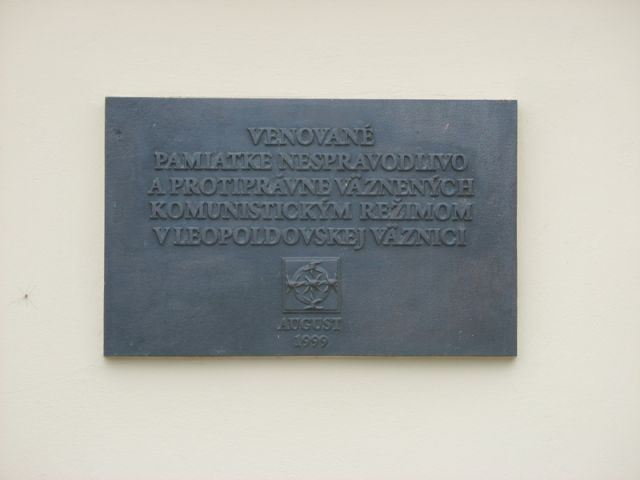 VENOVANÉ
PAMIATKE NESPRAVODLIVO
A PROTIPRÁVNE VÄZNENÝCH
KOMUNISTICKÝM REŽIMOM
V LEOPOLDOVSKEJ VÄZNICI
AUGUST
1999